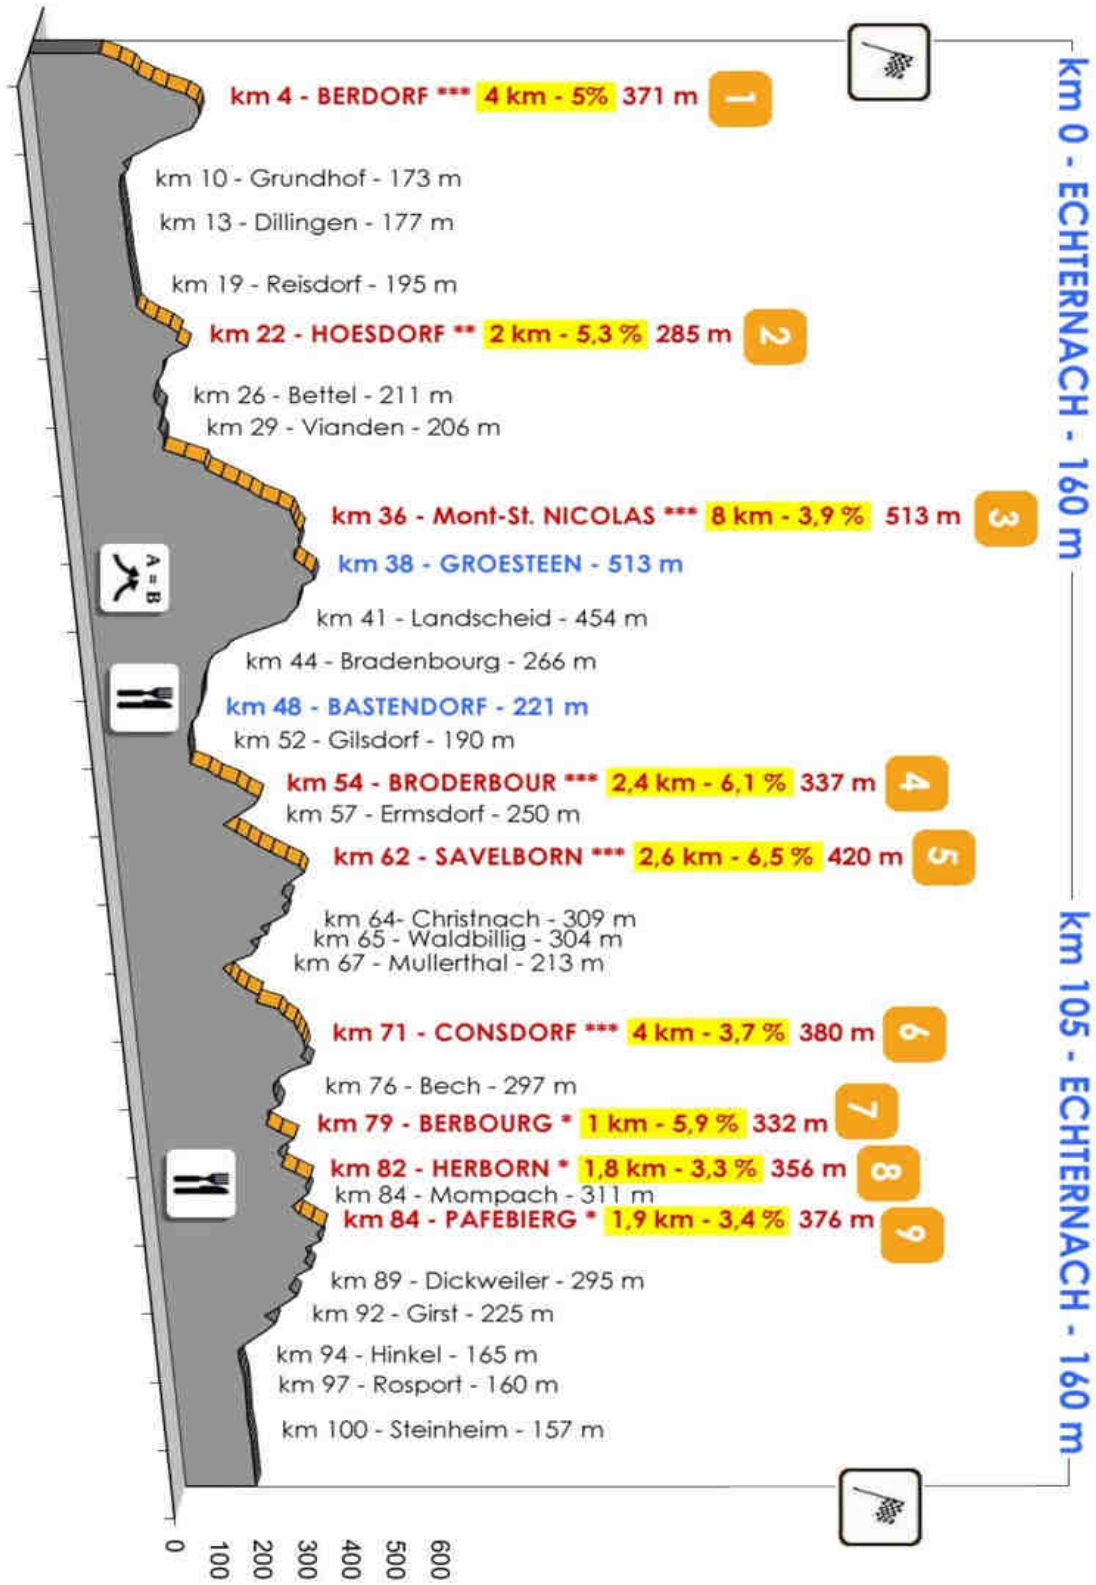 km 0 - ECHTERNACH - 160 m
km 105 - ECHTERNACH - 160 m
km 4 - BERDORF *** 4 km - 5% 371 m 1
km 10 - Grundhof - 173 m
km 13 - Dillingen - 177 m
km 19 - Reisdorf - 195 m
km 22 - HOESDORF ** 2 km - 5,3 % 285 m 2
km 26 - Bettel - 211 m
km 29 - Vianden - 206 m
km 36 - Mont-St. NICOLAS *** 8 km - 3,9 % 513 m 3
km 38 - GROESTEEN - 513 m
A = B
km 41 - Landscheid - 454 m
km 44 - Bradenbourg - 266 m
km 48 - BASTENDORF - 221 m
km 52 - Gilsdorf - 190 m
km 54 - BRODERBOUR *** 2,4 km - 6,1 % 337 m 4
km 57 - Ermsdorf - 250 m
km 62 - SAVELBORN *** 2,6 km - 6,5 % 420 m 5
km 64- Christnach - 309 m
km 65 - Waldbillig - 304 m
km 67 - Mullerthal - 213 m
km 71 - CONSDORF *** 4 km - 3,7 % 380 m 6
km 76 - Bech - 297 m
km 79 - BERBOURG * 1 km - 5,9 % 332 m 7
km 82 - HERBORN * 1,8 km - 3,3 % 356 m 8
km 84 - Mompach - 311 m
km 84 - PAFEBIERG * 1,9 km - 3,4 % 376 m 9
km 89 - Dickweiler - 295 m
km 92 - Girst - 225 m
km 94 - Hinkel - 165 m
km 97 - Rosport - 160 m
km 100 - Steinheim - 157 m
0
100
200
300
400
500
600